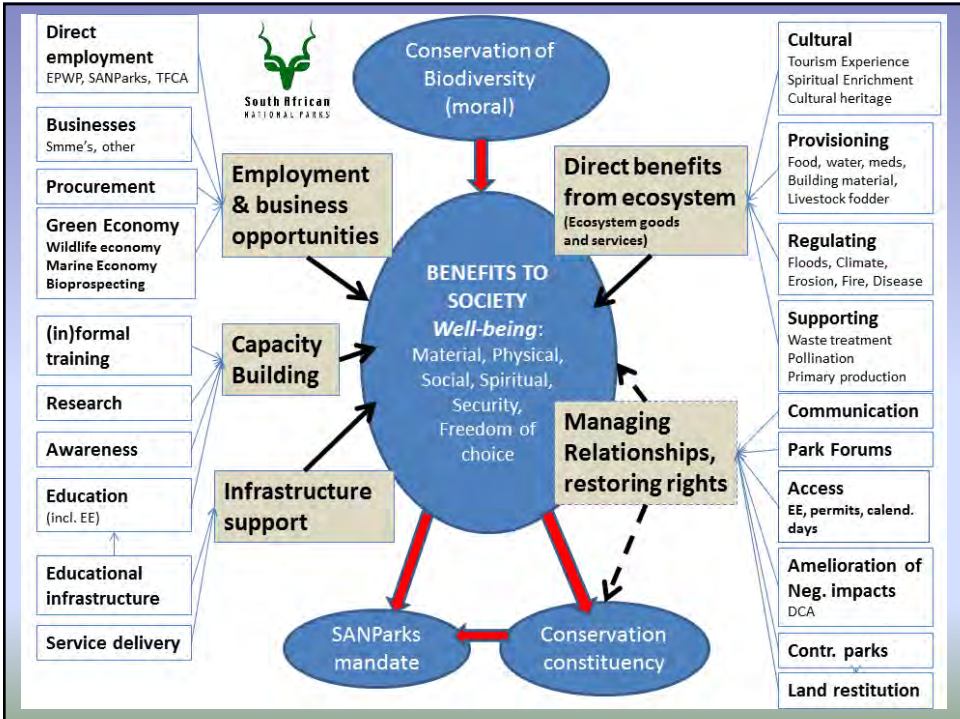 Direct
employment
EPWP, SANParks, TFCA
Businesses
Smme's, other
Procurement
Green Economy
Wildlife economy
Marine Economy
Bioprospecting
(in)formal
training
Research
Awareness
Education
(incl. EE)
Educational
infrastructure
Service delivery
South African
NATIONAL PARKS
Employment
& business
opportunities
Capacity
Building
Infrastructure
support
Conservation of
Biodiversity
(moral)
BENEFITS TO
SOCIETY
Well-being:
Material, Physical,
Social, Spiritual,
Security,
Freedom of
choice
SANParks
mandate
Conservation
constituency
Direct benefits
from ecosystem
(Ecosystem goods
and services)
Managing
Relationships,
restoring rights
Cultural
Tourism Experience
Spiritual Enrichment
Cultural heritage
Provisioning
Food, water, meds,
Building material,
Livestock fodder
Regulating
Floods, Climate,
Erosion, Fire, Disease
Supporting
Waste treatment
Pollination
Primary production
Communication
Park Forums
Access
EE, permits, calend.
days
Amelioration of
Neg. impacts
DCA
Contr. parks
Land restitution